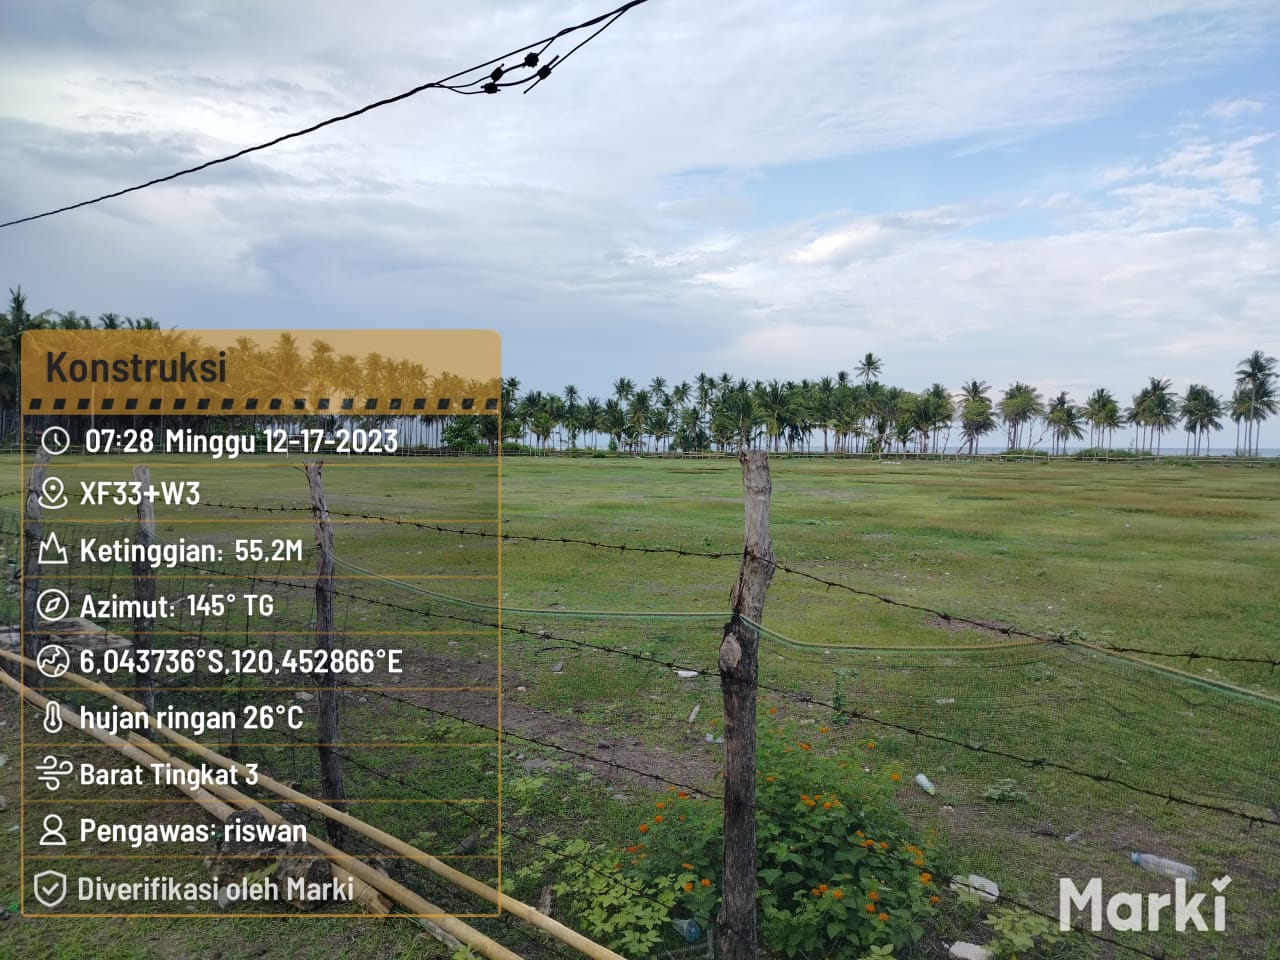 Konstruksi
07:28 Minggu 12-17-2023
XF33+W3
Ketinggian: 55,2M
Azimut: 145° TG
6,043736°S,120,452866°E
hujan ringan 26°C
Barat Tingkat 3
Pengawas: riswan
Diverifikasi oleh Marki
Marki